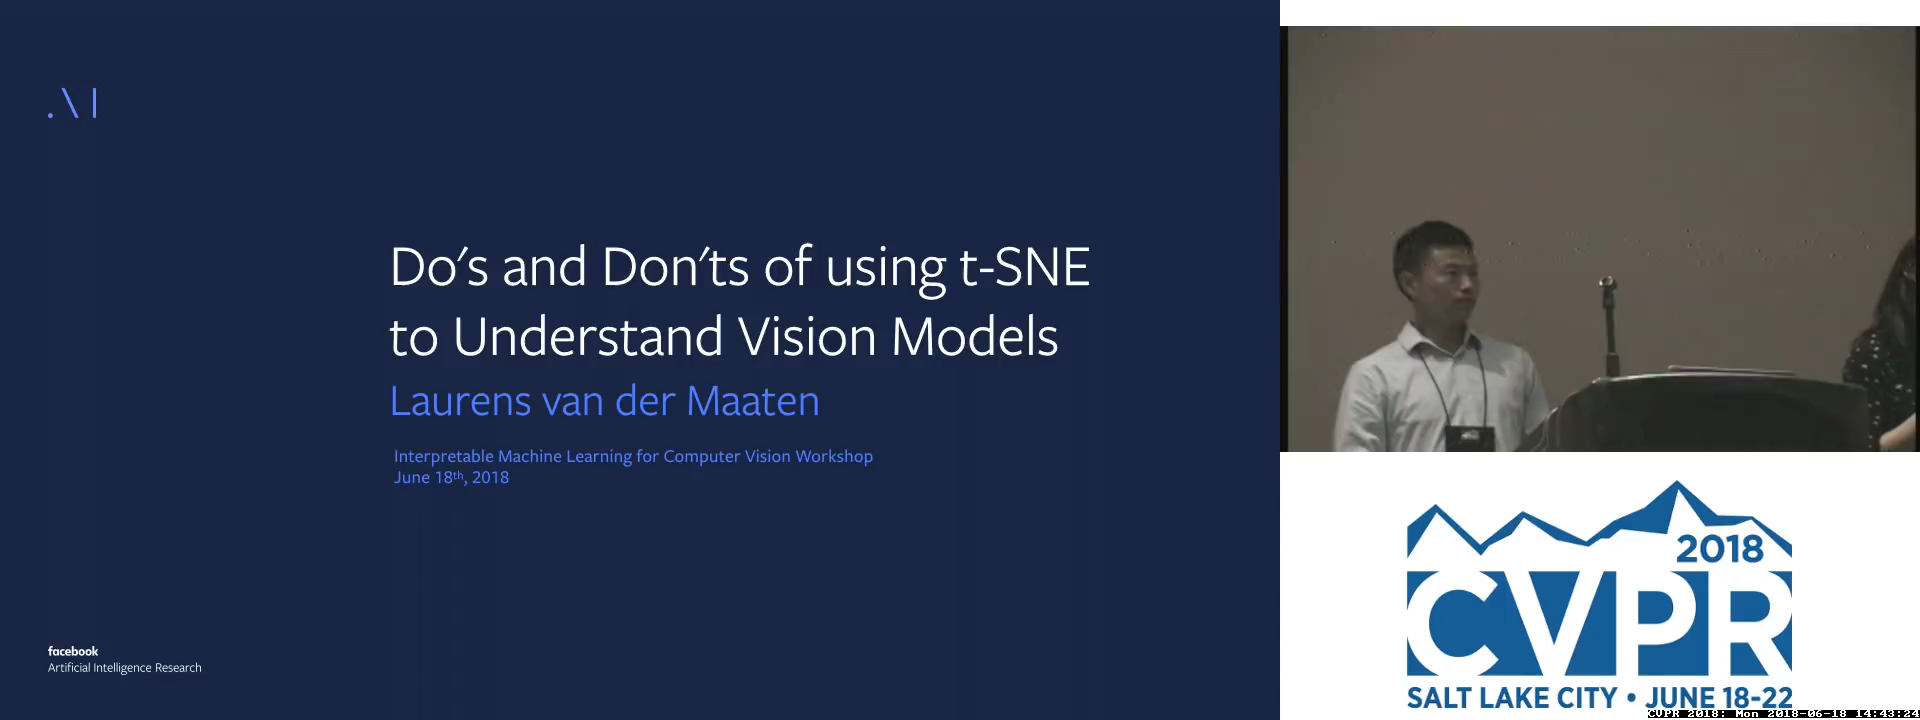 .\|
Do's and Don'ts of using t-SNE
to Understand Vision Models
Laurens van der Maaten
Interpretable Machine Learning for Computer Vision Workshop
June 18th, 2018
facebook
Artificial Intelligence Research
2018
CVPR
SALT LAKE CITY • JUNE 18-22
CVPR 2018: Mon 2018-06-18 14:43:24